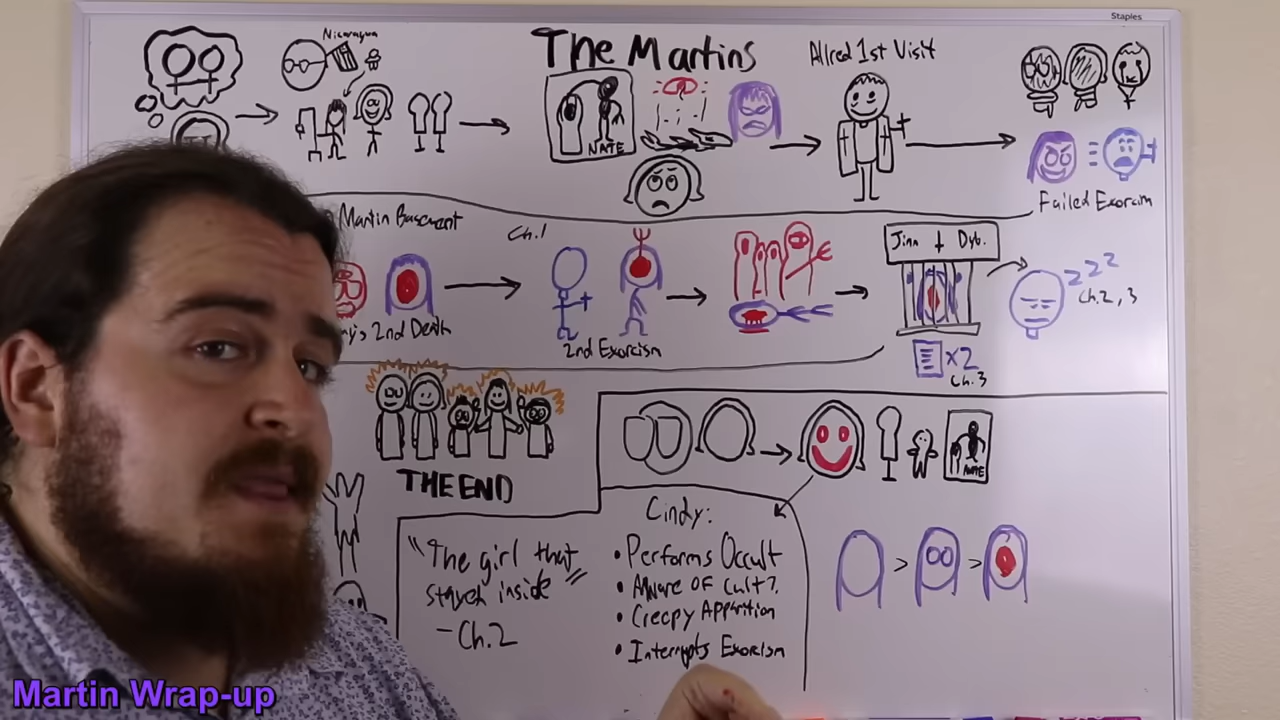 Staples
Nicaragua
The Martins
Allred 1st Visit
NATE
Failed Exorcim
Martin Basement
Ch.1
Jinn
Dyb.
zzz
Ch.2, 3
2nd Death
2nd Exorcism
x2
Ch.3
THE END
NATE
Cindy:
• Performs Occult
• Aware of Cult?
• Creepy Apparition
• Interrupts Exorcism
"The girl that
stayed inside"
- Ch.2
> >
Martin Wrap-up